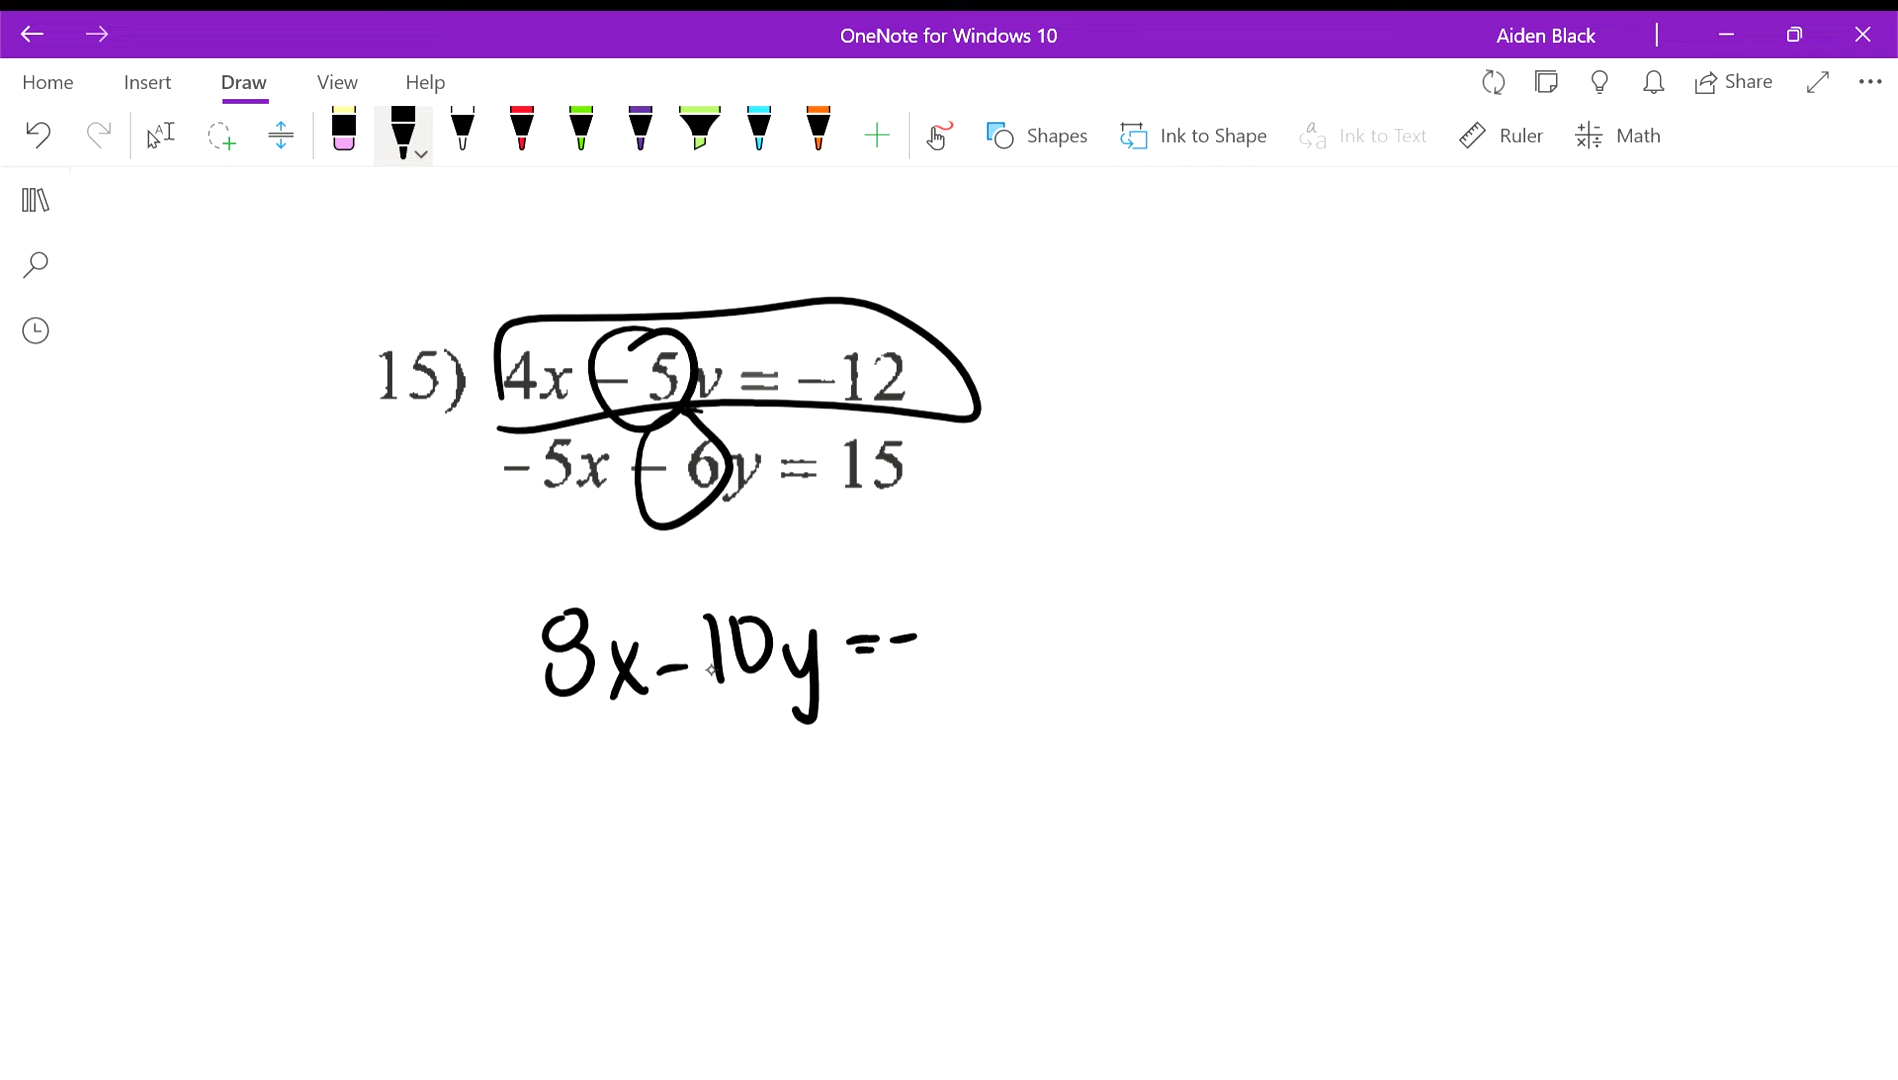 OneNote for Windows 10 Aiden Black
Home Insert Draw View Help Share
Shapes Ink to Shape Ink to Text Ruler Math
15) 4x − 5y = −12
-5x − 6y = 15
8x - 10y = -